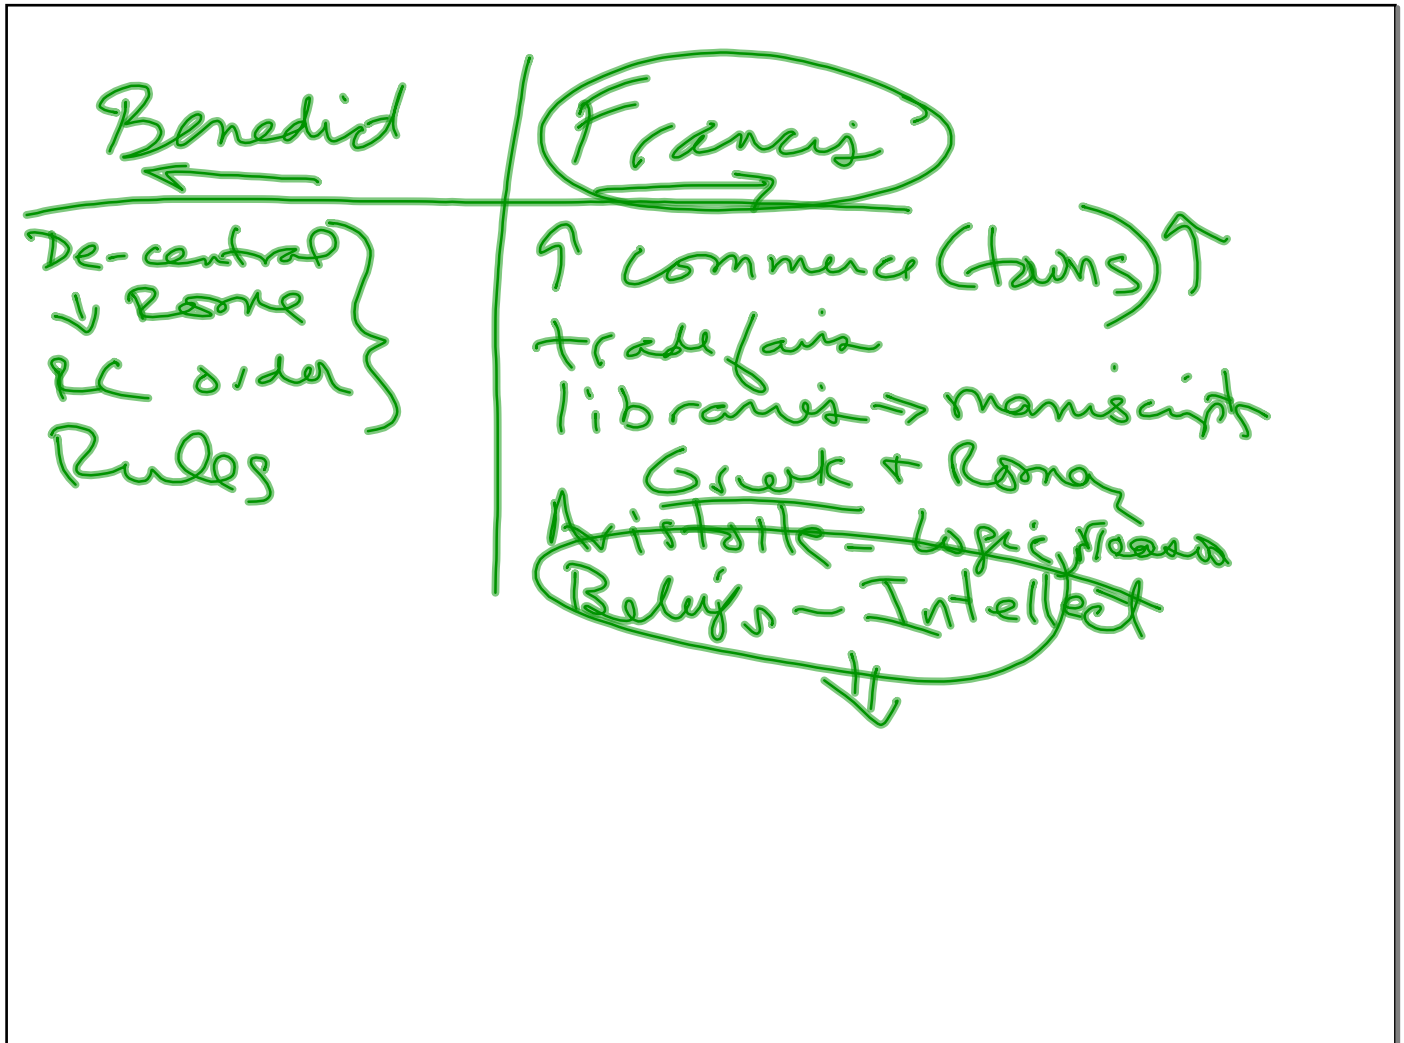 Benedict
Francis
De-central
↓ Rome
RC order
Rules
↑ Commerce (towns) ↑
trade fairs
libraries => manuscripts
Greek + Roman
Aristotle - Logic, reason
Beliefs - Intellect